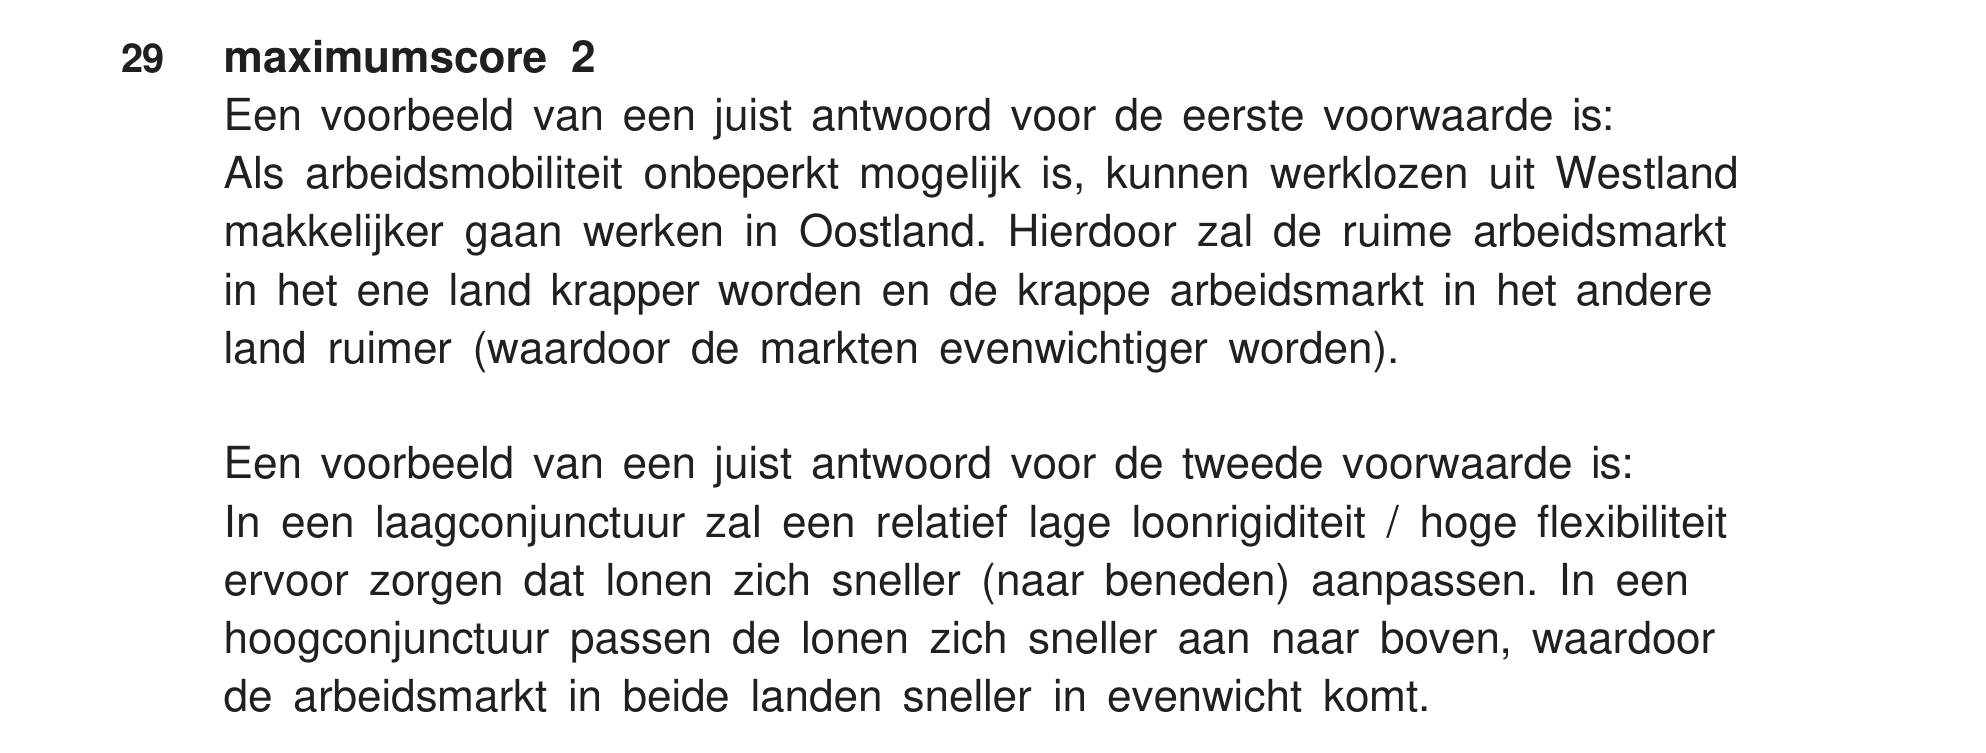 29 maximumscore 2
Een voorbeeld van een juist antwoord voor de eerste voorwaarde is:
Als arbeidsmobiliteit onbeperkt mogelijk is, kunnen werklozen uit Westland
makkelijker gaan werken in Oostland. Hierdoor zal de ruime arbeidsmarkt
in het ene land krapper worden en de krappe arbeidsmarkt in het andere
land ruimer (waardoor de markten evenwichtiger worden).
Een voorbeeld van een juist antwoord voor de tweede voorwaarde is:
In een laagconjunctuur zal een relatief lage loonrigiditeit / hoge flexibiliteit
ervoor zorgen dat lonen zich sneller (naar beneden) aanpassen. In een
hoogconjunctuur passen de lonen zich sneller aan naar boven, waardoor
de arbeidsmarkt in beide landen sneller in evenwicht komt.